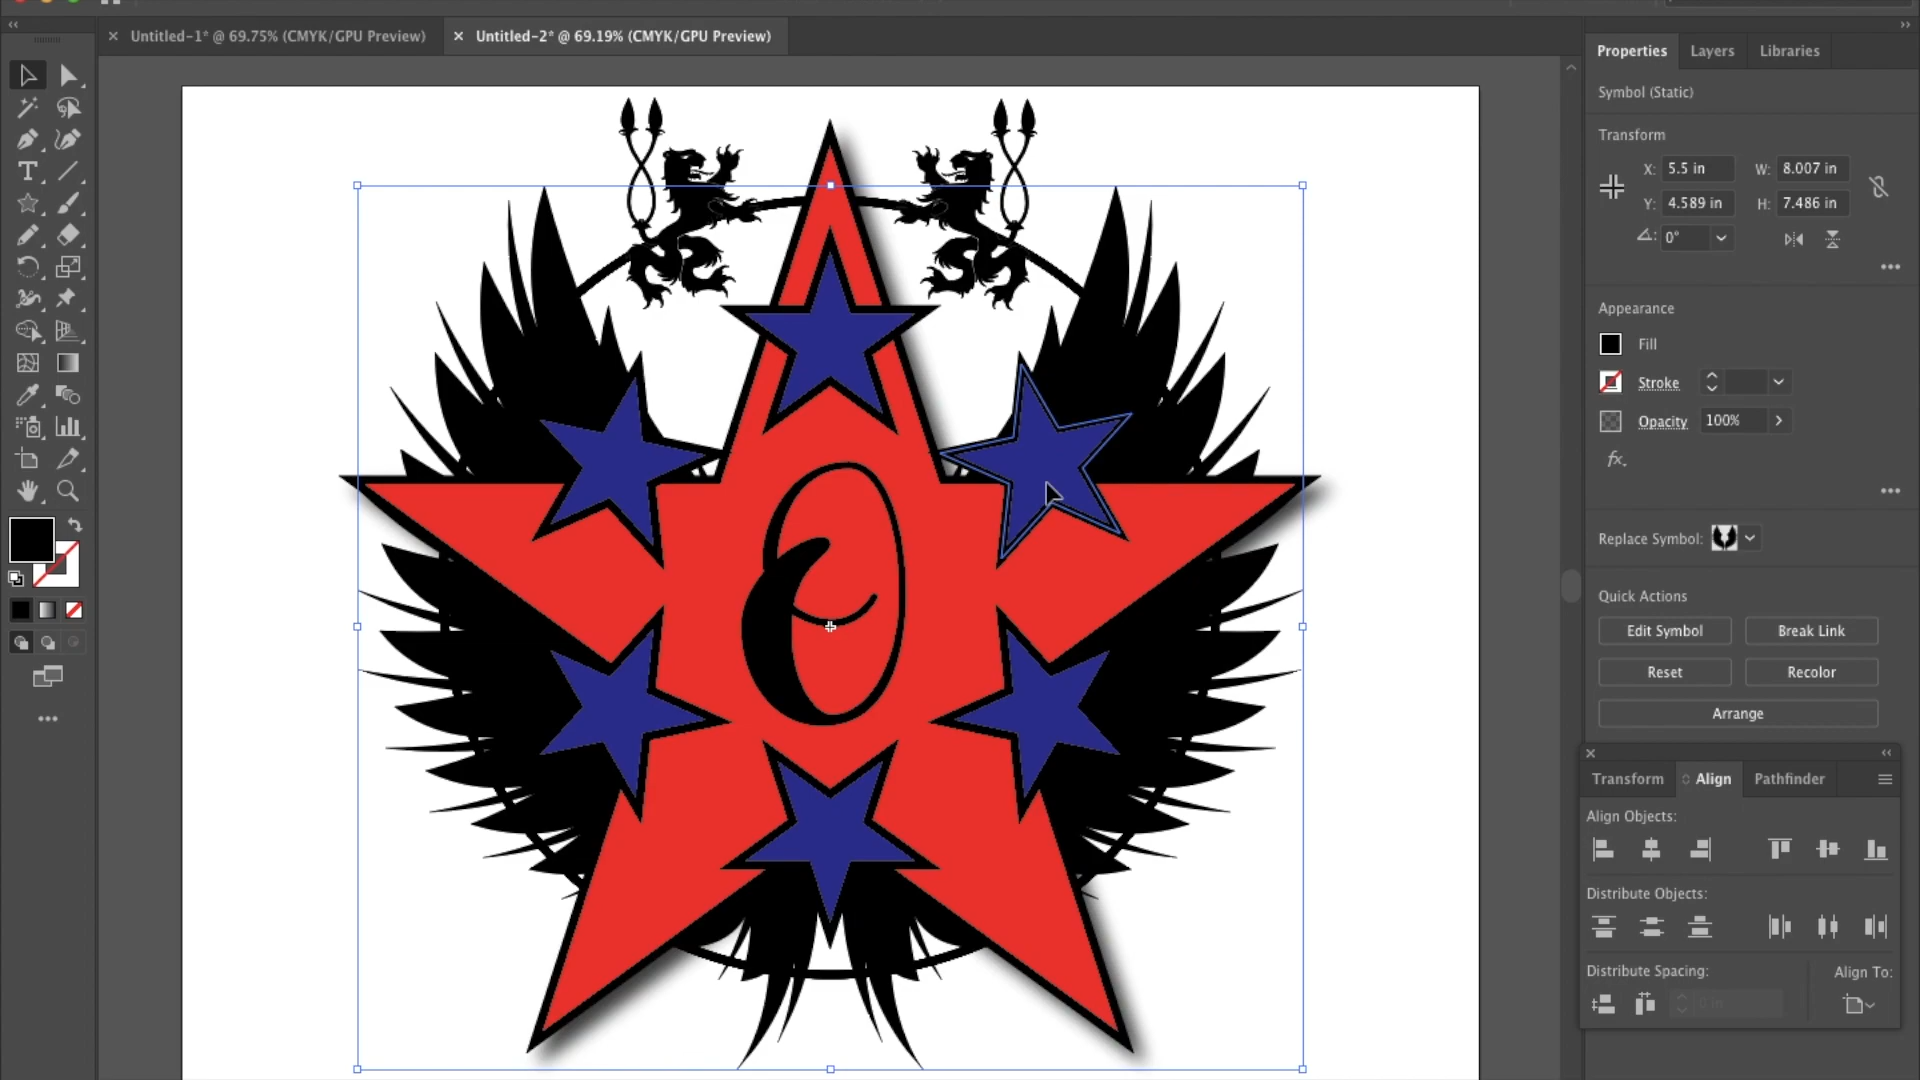 Untitled-1* @ 69.75% (CMYK/GPU Preview)
Untitled-2* @ 69.19% (CMYK/GPU Preview)
Properties
Layers
Libraries
Symbol (Static)
Transform
X: 5.5 in
W: 8.007 in
Y: 4.589 in
H: 7.486 in
0°
Appearance
Fill
Stroke
Opacity
100%
fx
Replace Symbol:
Quick Actions
Edit Symbol
Break Link
Reset
Recolor
Arrange
Transform
Align
Pathfinder
Align Objects:
Distribute Objects:
Distribute Spacing:
Align To:
0 in
O